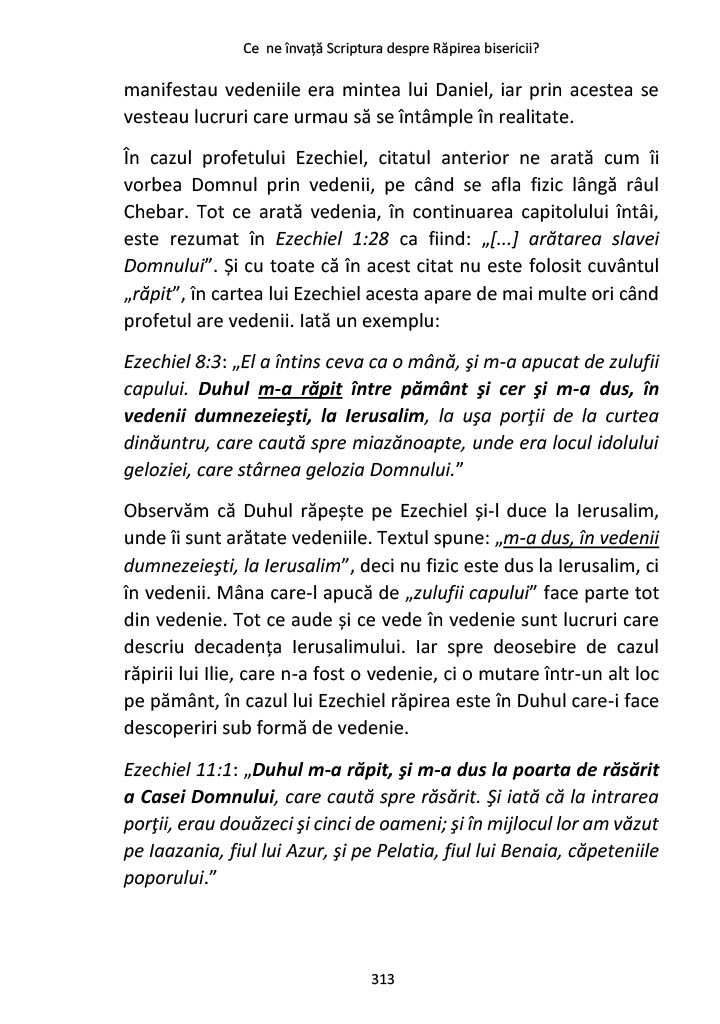 Ce  ne învață Scriptura despre Răpirea bisericii?
manifestau vedeniile era mintea lui Daniel, iar prin acestea se
vesteau lucruri care urmau să se întâmple în realitate.
În cazul profetului Ezechiel, citatul anterior ne arată cum îi
vorbea Domnul prin vedenii, pe când se afla fizic lângă râul
Chebar. Tot ce arată vedenia, în continuarea capitolului întâi,
este rezumat în Ezechiel 1:28 ca fiind: „[...] arătarea slavei
Domnului”. Și cu toate că în acest citat nu este folosit cuvântul
„răpit”, în cartea lui Ezechiel acesta apare de mai multe ori când
profetul are vedenii. Iată un exemplu:
Ezechiel 8:3: „El a întins ceva ca o mână, şi m-a apucat de zulufii
capului. Duhul m-a răpit între pământ şi cer şi m-a dus, în
vedenii dumnezeieşti, la Ierusalim, la uşa porţii de la curtea
dinăuntru, care caută spre miazănoapte, unde era locul idolului
geloziei, care stârnea gelozia Domnului.”
Observăm că Duhul răpește pe Ezechiel și-l duce la Ierusalim,
unde îi sunt arătate vedeniile. Textul spune: „m-a dus, în vedenii
dumnezeieşti, la Ierusalim”, deci nu fizic este dus la Ierusalim, ci
în vedenii. Mâna care-l apucă de „zulufii capului” face parte tot
din vedenie. Tot ce aude și ce vede în vedenie sunt lucruri care
descriu decadența Ierusalimului. Iar spre deosebire de cazul
răpirii lui Ilie, care n-a fost o vedenie, ci o mutare într-un alt loc
pe pământ, în cazul lui Ezechiel răpirea este în Duhul care-i face
descoperiri sub formă de vedenie.
Ezechiel 11:1: „Duhul m-a răpit, şi m-a dus la poarta de răsărit
a Casei Domnului, care caută spre răsărit. Şi iată că la intrarea
porţii, erau douăzeci şi cinci de oameni; şi în mijlocul lor am văzut
pe Iaazania, fiul lui Azur, şi pe Pelatia, fiul lui Benaia, căpeteniile
poporului.”
313